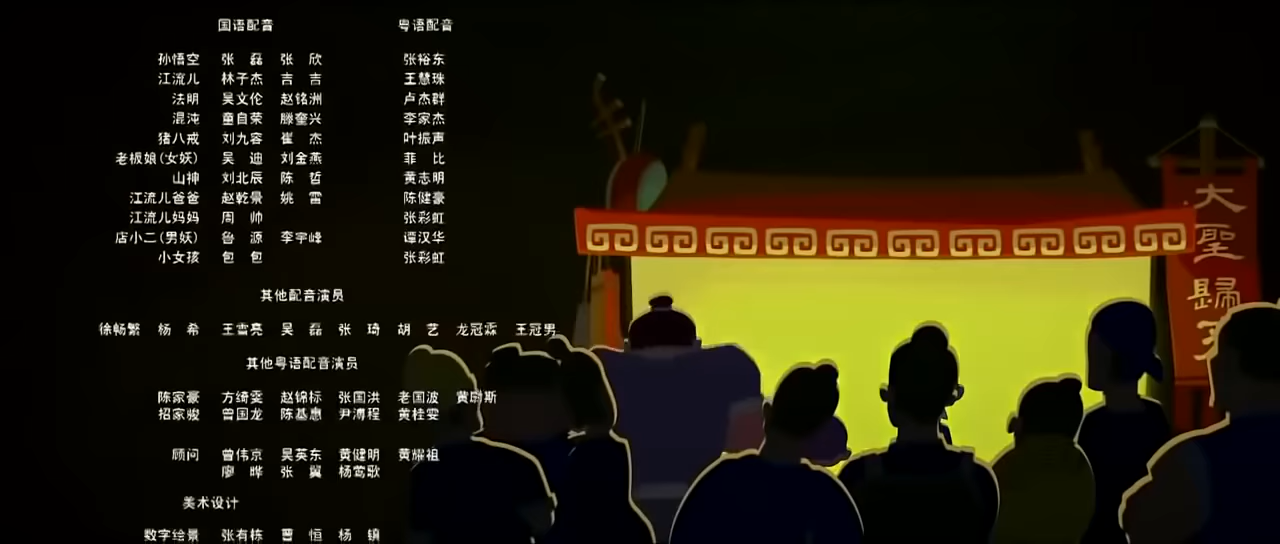 国语配音 粤语配音
孙悟空 张磊 张欣 张裕东
江流儿 林子杰 吉吉 王慧珠
法明 吴文伦 赵铭洲 卢杰群
混沌 童自荣 滕奎兴 李家杰
猪八戒 刘九容 崔杰 叶振声
老板娘(女妖) 吴迪 刘金燕 菲比
山神 刘北辰 陈哲 黄志明
江流儿爸爸 赵乾景 姚雷 陈健豪
江流儿妈妈 周帅 张彩虹
店小二(男妖) 鲁源 李宇峰 谭汉华
小女孩 包包 张彩虹
其他配音演员
徐畅繁 杨希 王雪亮 吴磊 张琦 胡艺 龙冠霖 王冠男
其他粤语配音演员
陈家豪 方绮雯 赵锦标 张国洪 老国波 黄尉斯
招家骏 曾国龙 陈基惠 尹溥程 黄桂雯
顾问 曾伟京 吴英东 黄健明 黄耀祖
廖晔 张翼 杨莺歌
美术设计
数字绘景 张有栋 曹恒 杨镇
大
聖
歸